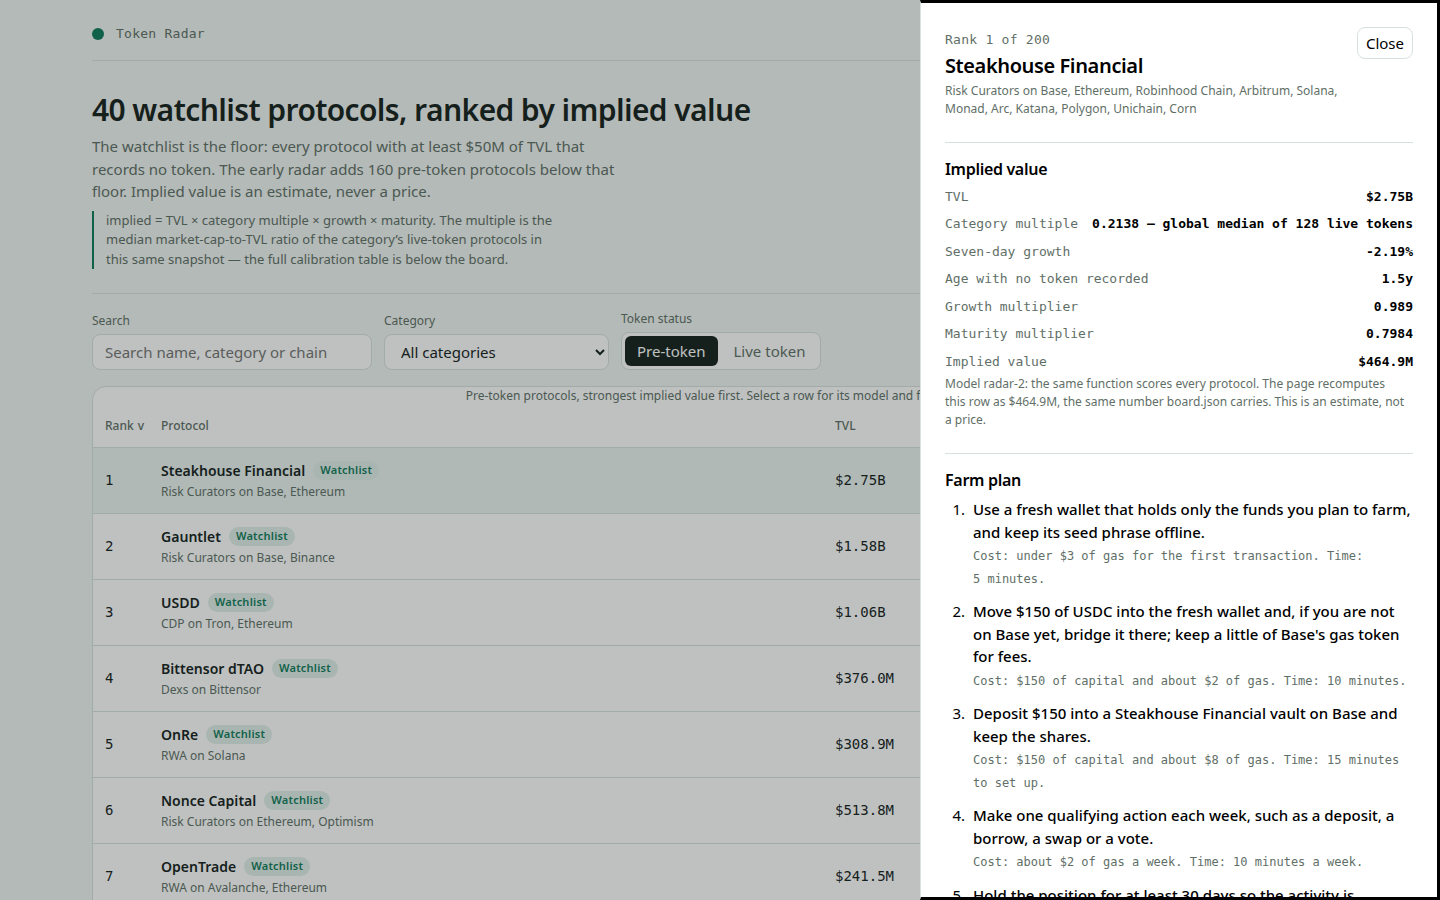 Token Radar
40 watchlist protocols, ranked by implied value
The watchlist is the floor: every protocol with at least $50M of TVL that
records no token. The early radar adds 160 pre-token protocols below that
floor. Implied value is an estimate, never a price.
implied = TVL × category multiple × growth × maturity. The multiple is the
median market-cap-to-TVL ratio of the category's live-token protocols in
this same snapshot — the full calibration table is below the board.
Search
Category
Token status
Search name, category or chain
All categories
Pre-token
Live token
Pre-token protocols, strongest implied value first. Select a row for its model and f
Rank v
Protocol
TVL
1
Steakhouse Financial
Watchlist
Risk Curators on Base, Ethereum
$2.75B
2
Gauntlet
Watchlist
Risk Curators on Base, Binance
$1.58B
3
USDD
Watchlist
CDP on Tron, Ethereum
$1.06B
4
Bittensor dTAO
Watchlist
Dexs on Bittensor
$376.0M
5
OnRe
Watchlist
RWA on Solana
$308.9M
6
Nonce Capital
Watchlist
Risk Curators on Ethereum, Optimism
$513.8M
7
OpenTrade
Watchlist
RWA on Avalanche, Ethereum
$241.5M
Rank 1 of 200
Close
Steakhouse Financial
Risk Curators on Base, Ethereum, Robinhood Chain, Arbitrum, Solana,
Monad, Arc, Katana, Polygon, Unichain, Corn
Implied value
TVL
$2.75B
Category multiple
0.2138 — global median of 128 live tokens
Seven-day growth
-2.19%
Age with no token recorded
1.5y
Growth multiplier
0.989
Maturity multiplier
0.7984
Implied value
$464.9M
Model radar-2: the same function scores every protocol. The page recomputes
this row as $464.9M, the same number board.json carries. This is an estimate, not
a price.
Farm plan
1. Use a fresh wallet that holds only the funds you plan to farm,
and keep its seed phrase offline.
Cost: under $3 of gas for the first transaction. Time:
5 minutes.
2. Move $150 of USDC into the fresh wallet and, if you are not
on Base yet, bridge it there; keep a little of Base's gas token
for fees.
Cost: $150 of capital and about $2 of gas. Time: 10 minutes.
3. Deposit $150 into a Steakhouse Financial vault on Base and
keep the shares.
Cost: $150 of capital and about $8 of gas. Time: 15 minutes
to set up.
4. Make one qualifying action each week, such as a deposit, a
borrow, a swap or a vote.
Cost: about $2 of gas a week. Time: 10 minutes a week.
5. Hold the position for at least 30 days so the activity is